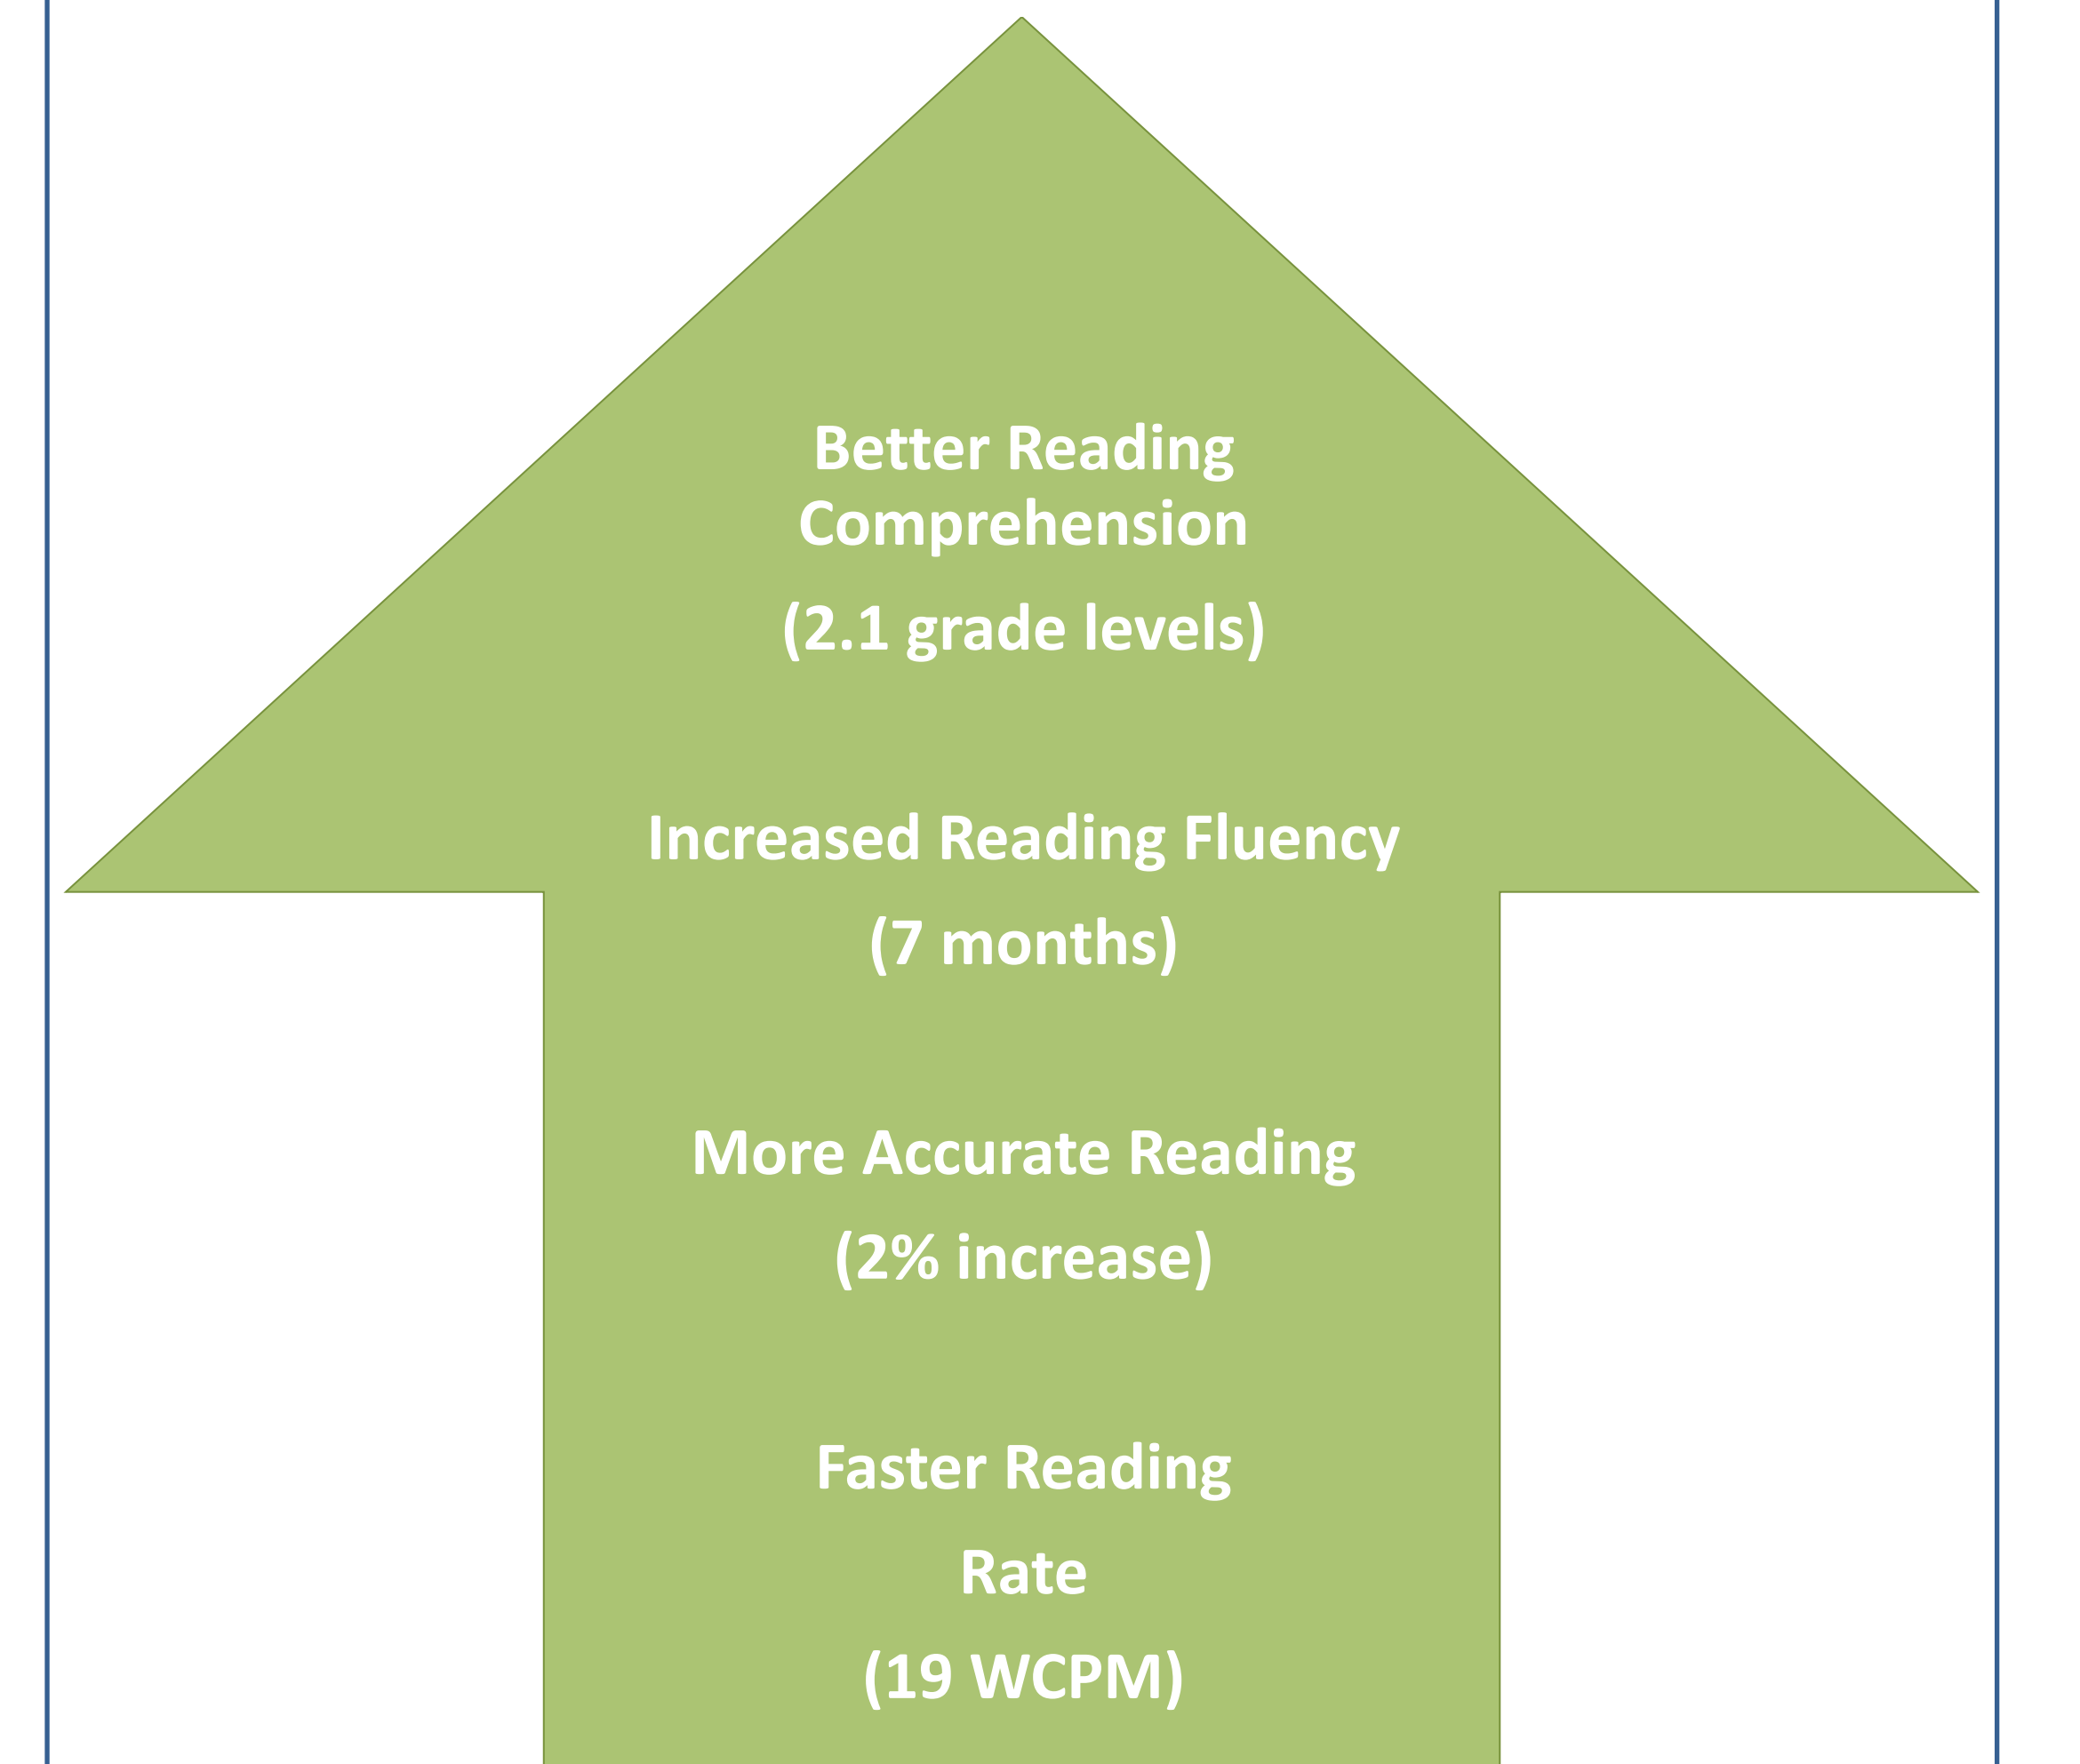 Better Reading
Comprehension
(2.1 grade levels)
Increased Reading Fluency
(7 months)
More Accurate Reading
(2% increase)
Faster Reading
Rate
(19 WCPM)